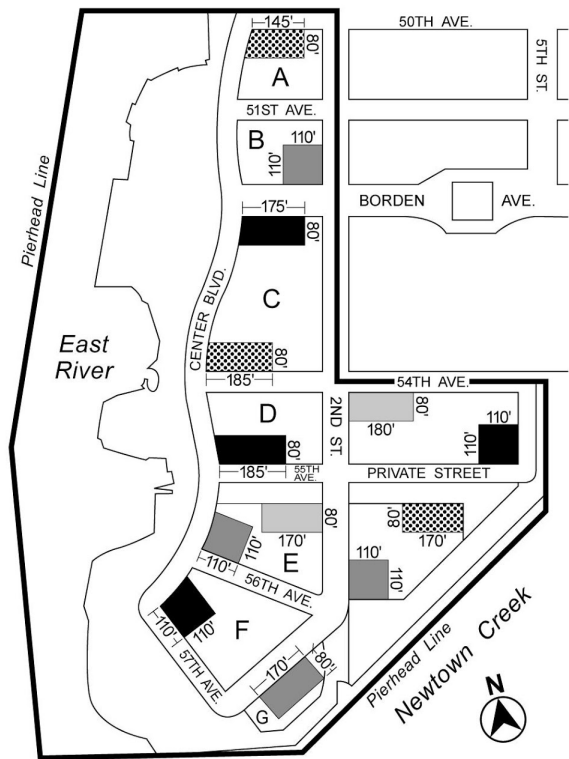 50TH AVE.
145'
80'
A
5TH ST.
51ST AVE.
B
110'
110'
Pierhead Line
175'
BORDEN AVE.
80'
C
CENTER BLVD.
East
River
80'
185'
54TH AVE.
D
2ND ST.
80'
180'
110'
110'
80'
185'
55TH
AVE.
PRIVATE STREET
80'
170'
80'
170'
110'
110'
E
110'
110'
56TH AVE.
110'
110'
F
57TH AVE.
170'
80'
G
Pierhead Line
Newtown Creek
N